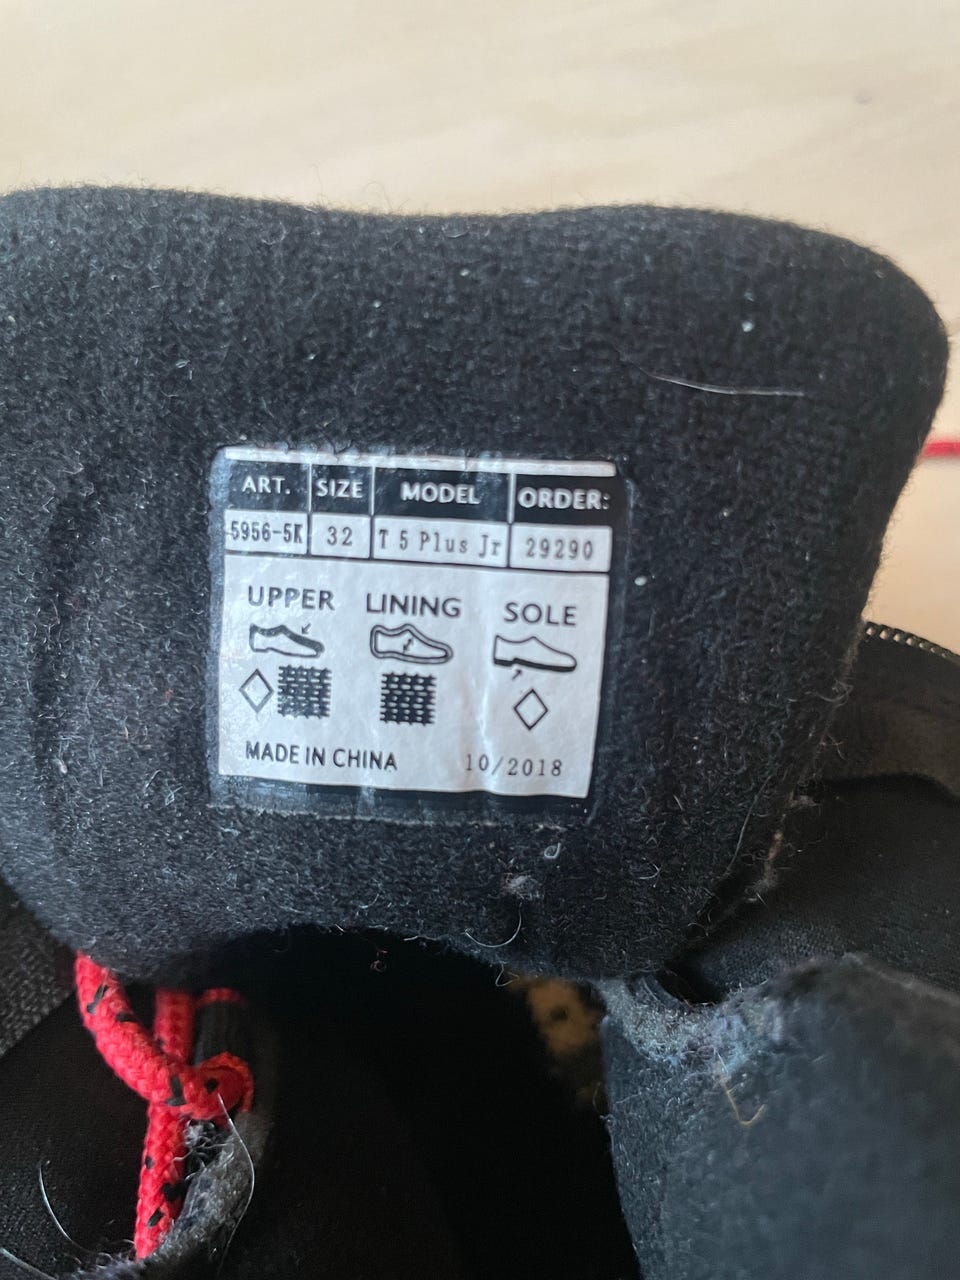 ART. SIZE MODEL ORDER:
5956-5K 32 T 5 Plus Jr 29290
UPPER LINING SOLE
MADE IN CHINA 10/2018